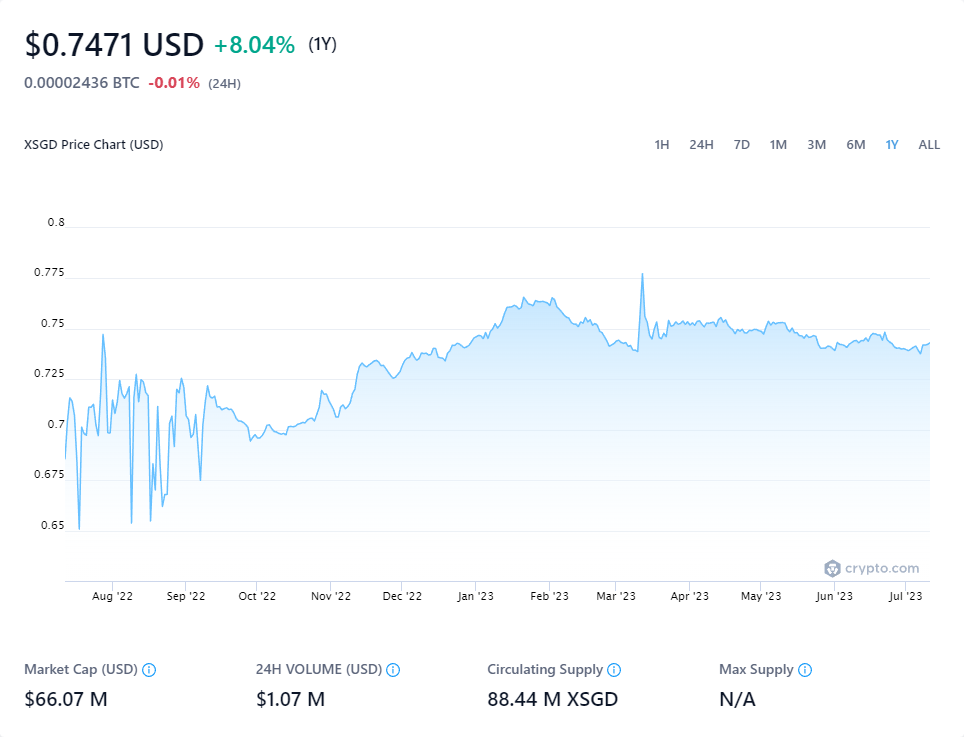 $0.7471 USD +8.04% (1Y)
0.00002436 BTC -0.01% (24H)
XSGD Price Chart (USD) 1H 24H 7D 1M 3M 6M 1Y ALL
0.8
0.775
0.75
0.725
0.7
0.675
0.65
crypto.com
Aug '22 Sep '22 Oct '22 Nov '22 Dec '22 Jan '23 Feb '23 Mar '23 Apr '23 May '23 Jun '23 Jul '23
Market Cap (USD) 24H VOLUME (USD) Circulating Supply Max Supply
$66.07 M $1.07 M 88.44 M XSGD N/A